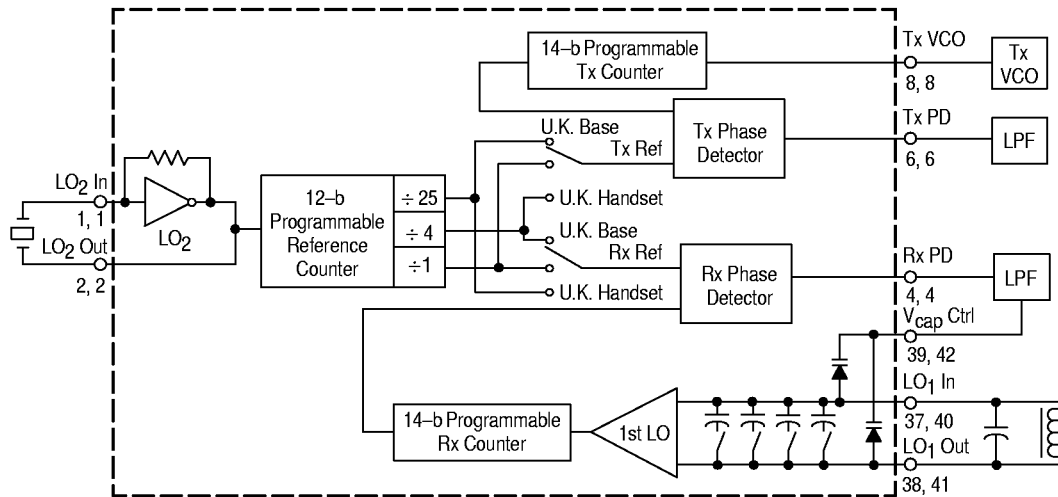 14–b Programmable
Tx Counter
Tx VCO
8, 8
Tx
VCO
U.K. Base
Tx Ref
Tx Phase
Detector
Tx PD
6, 6
LPF
LO2 In
1, 1
LO2
LO2 Out
2, 2
12–b
Programmable
Reference
Counter
÷ 25
÷ 4
÷1
U.K. Handset
U.K. Base
Rx Ref
U.K. Handset
Rx Phase
Detector
Rx PD
4, 4
LPF
Vcap Ctrl
39, 42
LO1 In
37, 40
14–b Programmable
Rx Counter
1st LO
LO1 Out
38, 41